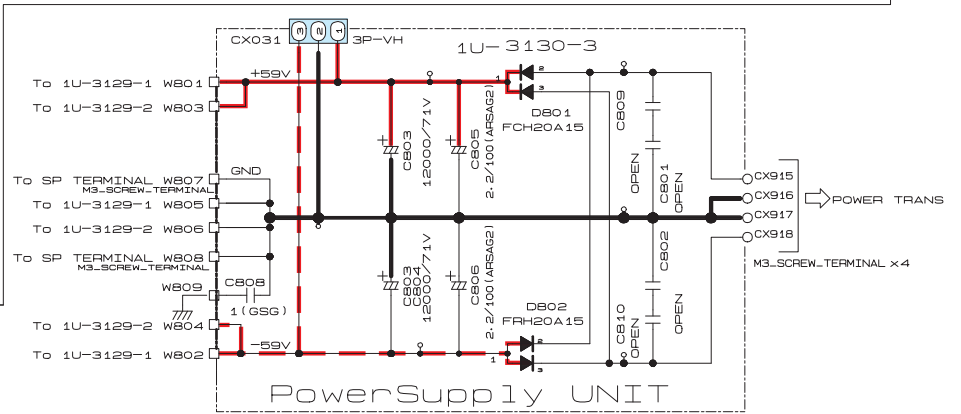 CX031 3 2 1 3P-VH
1U-3130-3
To 1U-3129-1 W801
+59V
To 1U-3129-2 W803
1 2 3
D801
FCH20A15
C803
12000/71V
C805
2.2/100(ARSAG2)
C809
OPEN
C801
OPEN
To SP TERMINAL W807
M3_SCREW_TERMINAL
GND
To 1U-3129-1 W805
To 1U-3129-2 W806
To SP TERMINAL W808
M3_SCREW_TERMINAL
W809
C808
1(GSG)
CX915
CX916
CX917
CX918
POWER TRANS
M3_SCREW_TERMINAL x4
C803
C804
12000/71V
C806
2.2/100(ARSAG2)
D802
FRH20A15
C810
OPEN
C802
OPEN
To 1U-3129-2 W804
-59V
To 1U-3129-1 W802
1 2 3
PowerSupply UNIT